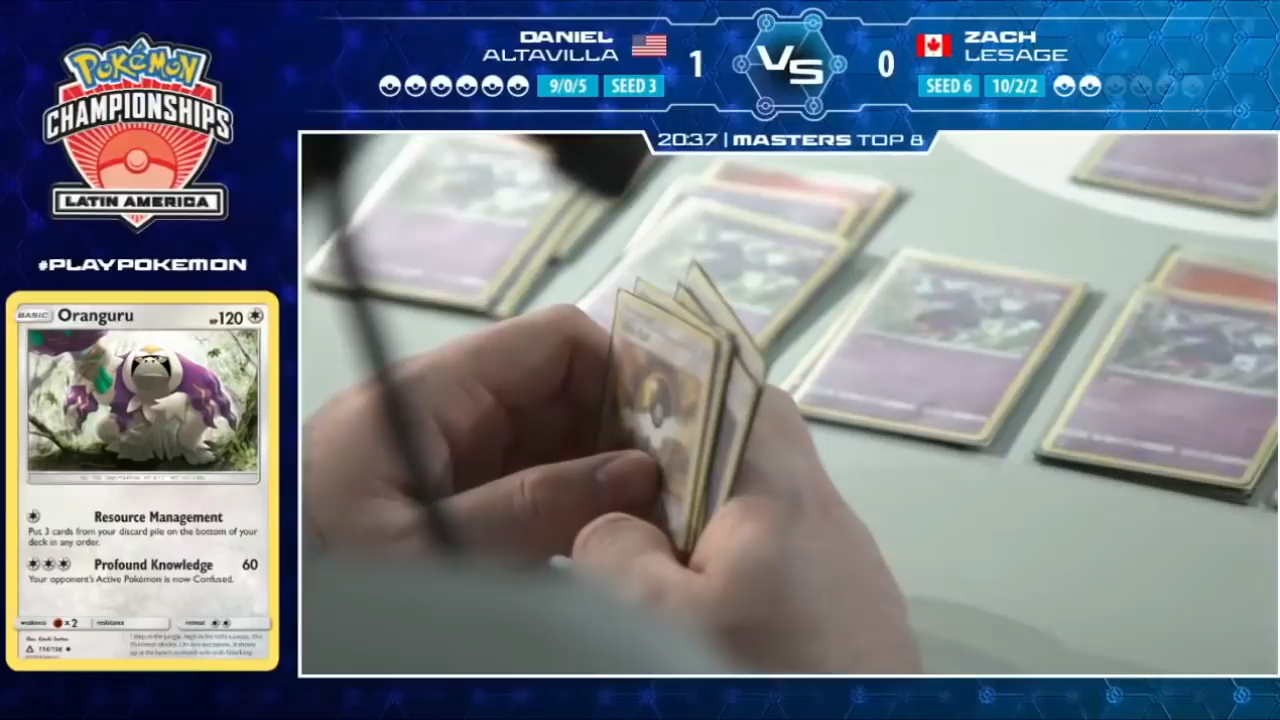 POKÉMON
CHAMPIONSHIPS
LATIN AMERICA
#PLAYPOKEMON
DANIEL
ALTAVILLA
9/0/5
SEED 3
1
VS
0
ZACH
LESAGE
SEED 6
10/2/2
20:37 | MASTERS TOP 8
BASIC Oranguru HP120
Resource Management
Put 3 cards from your discard pile on the bottom of your
deck in any order.
Profound Knowledge 60
Your opponent's Active Pokémon is now Confused.
weakness x2 resistance retreat